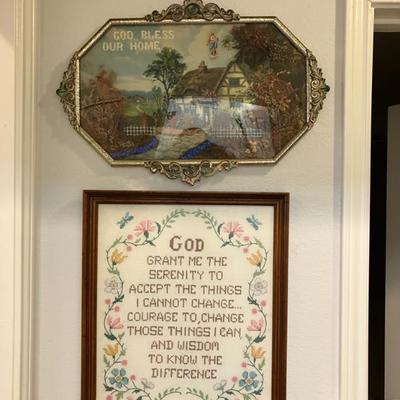 GOD BLESS
OUR HOME
GOD
GRANT ME THE
SERENITY TO
ACCEPT THE THINGS
I CANNOT CHANGE...
COURAGE TO, CHANGE
THOSE THINGS I CAN
AND WISDOM
TO KNOW THE
DIFFERENCE